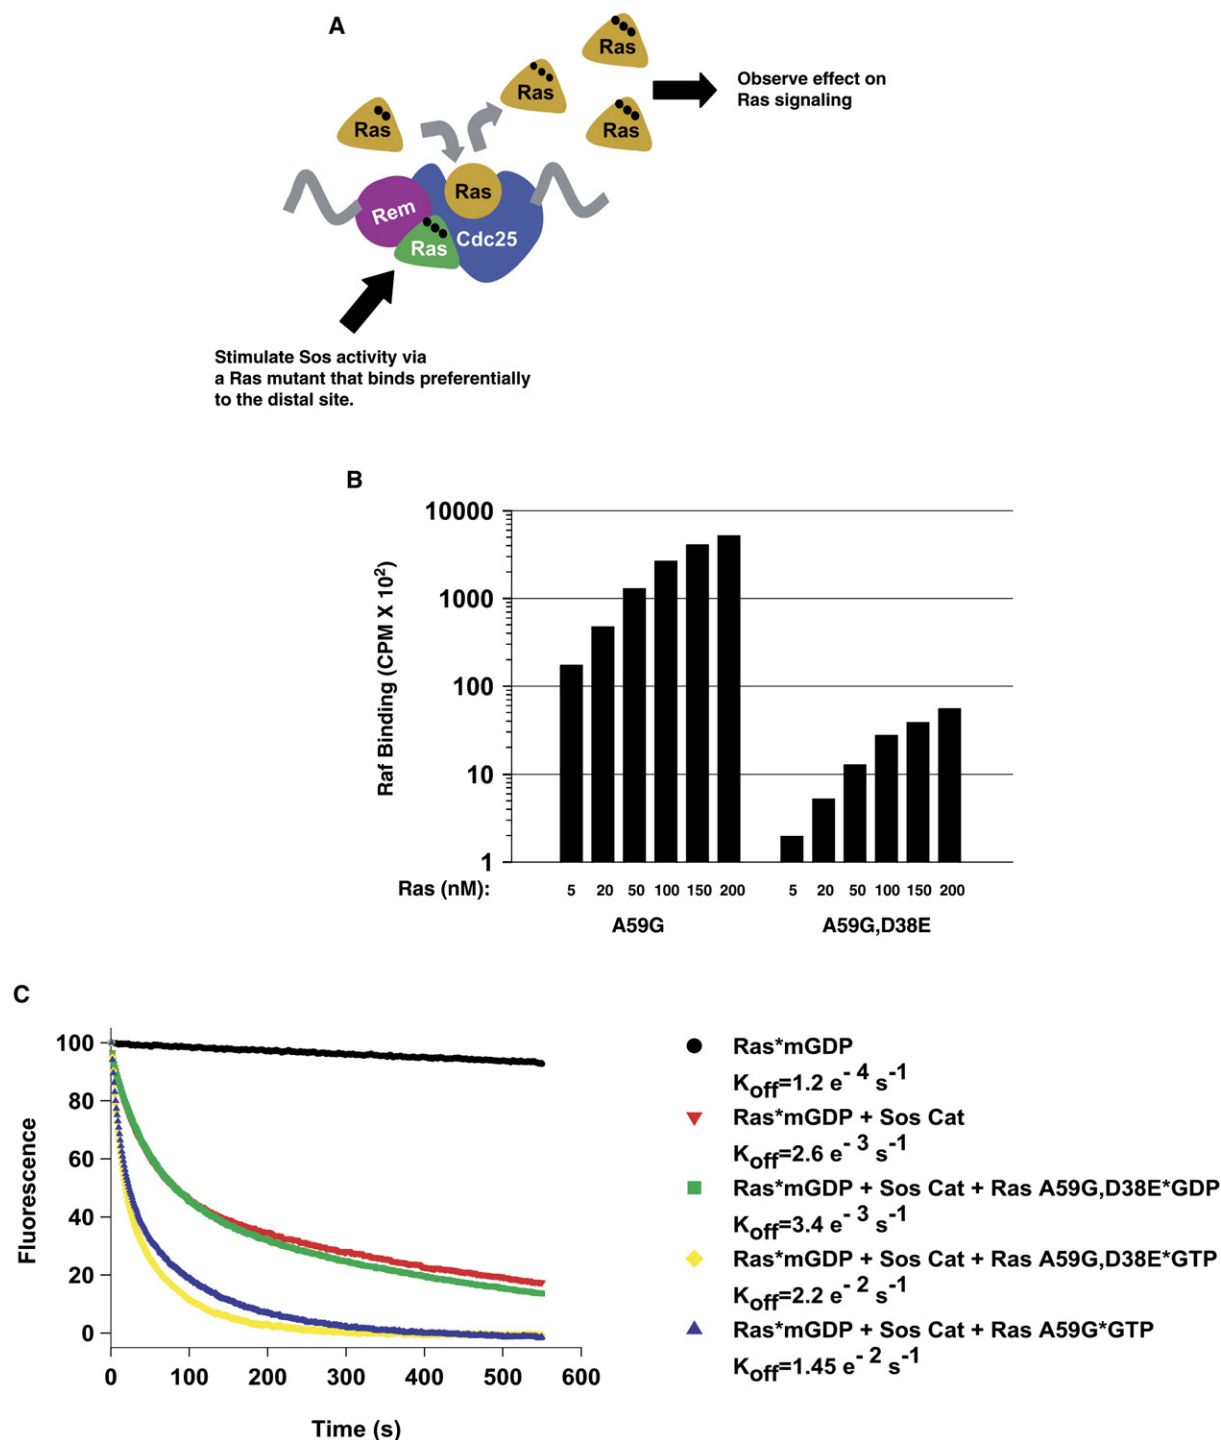 A
Ras
Ras
Ras
Ras
Observe effect on
Ras signaling
Ras
Rem
Ras
Cdc25
Stimulate Sos activity via
a Ras mutant that binds preferentially
to the distal site.
B
Raf Binding (CPM X 10²)
10000
1000
100
10
1
Ras (nM): 5 20 50 100 150 200 5 20 50 100 150 200
A59G A59G,D38E
C
Fluorescence
100
80
60
40
20
0
0 100 200 300 400 500 600
Time (s)
Ras*mGDP
Koff=1.2 e⁻⁴ s⁻¹
Ras*mGDP + Sos Cat
Koff=2.6 e⁻³ s⁻¹
Ras*mGDP + Sos Cat + Ras A59G,D38E*GDP
Koff=3.4 e⁻³ s⁻¹
Ras*mGDP + Sos Cat + Ras A59G,D38E*GTP
Koff=2.2 e⁻² s⁻¹
Ras*mGDP + Sos Cat + Ras A59G*GTP
Koff=1.45 e⁻² s⁻¹